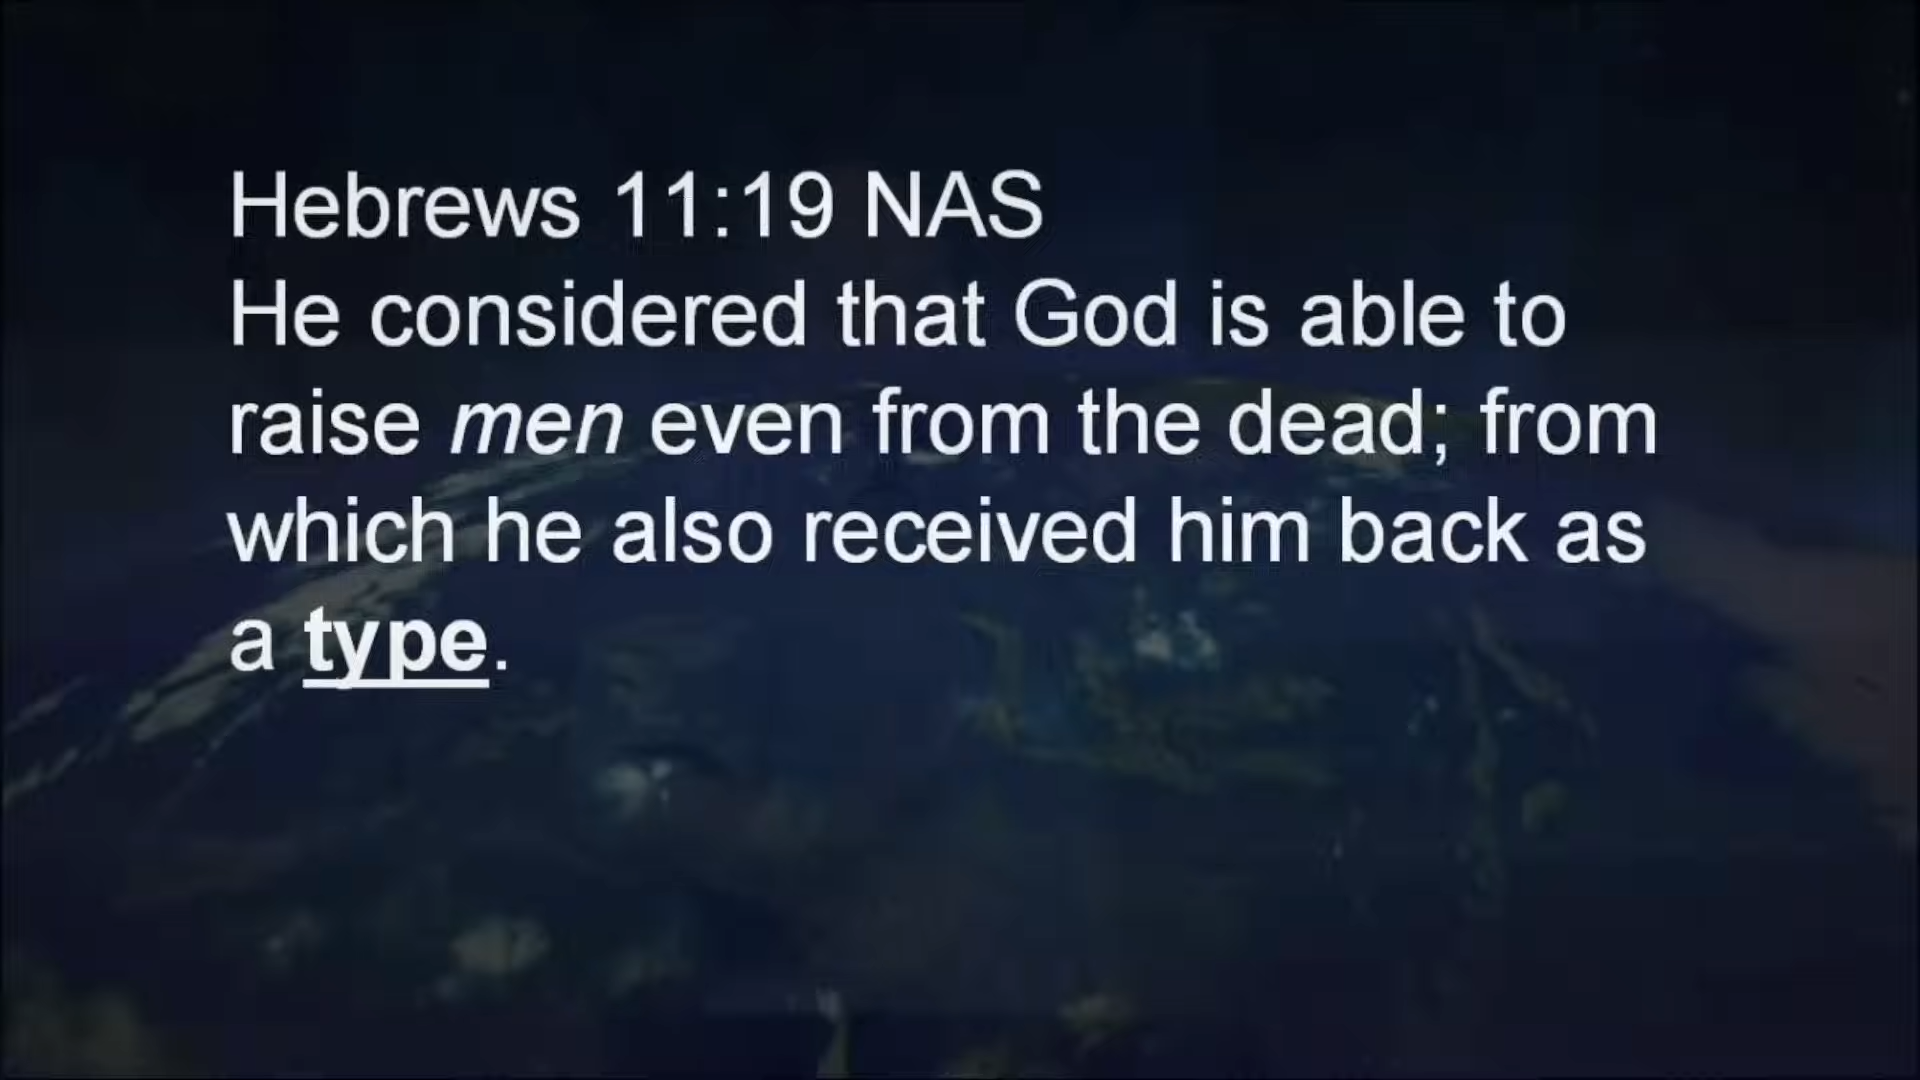 Hebrews 11:19 NAS
He considered that God is able to
raise men even from the dead; from
which he also received him back as
a type.